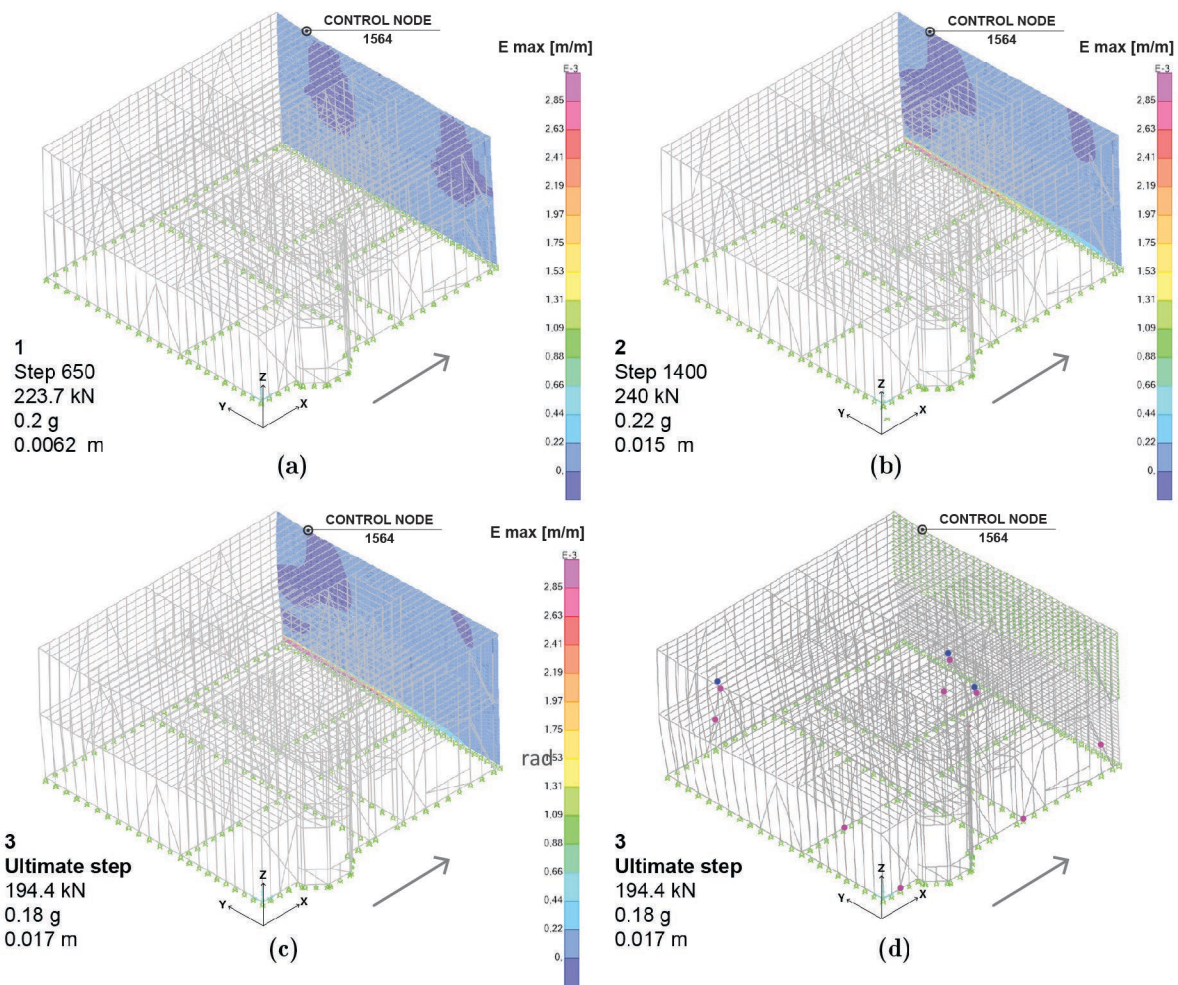 CONTROL NODE
1564
E max [m/m]
E-3
2.85
2.63
2.41
2.19
1.97
1.75
1.53
1.31
1.09
0.88
0.66
0.44
0.22
0.
1
Step 650
223.7 kN
0.2 g
0.0062 m
Z
Y
X
(a)
CONTROL NODE
1564
E max [m/m]
E-3
2.85
2.63
2.41
2.19
1.97
1.75
1.53
1.31
1.09
0.88
0.66
0.44
0.22
0.
2
Step 1400
240 kN
0.22 g
0.015 m
Z
Y
X
(b)
CONTROL NODE
1564
E max [m/m]
E-3
2.85
2.63
2.41
2.19
1.97
1.75
rad
.53
1.31
1.09
0.88
0.66
0.44
0.22
0.
3
Ultimate step
194.4 kN
0.18 g
0.017 m
Z
Y
X
(c)
CONTROL NODE
1564
3
Ultimate step
194.4 kN
0.18 g
0.017 m
Z
Y
X
(d)